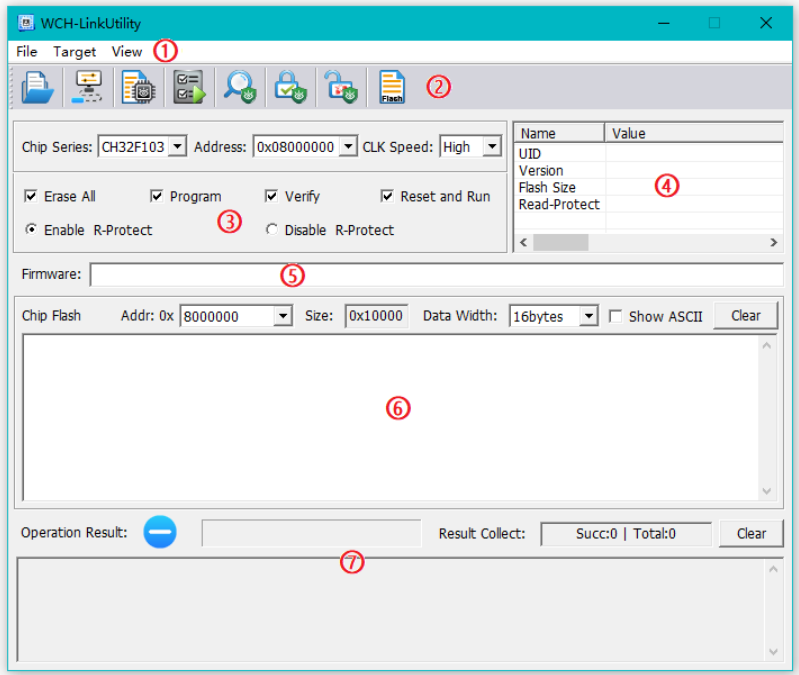 WCH-LinkUtility
File Target View ①
Flash ②
Chip Series: CH32F103 Address: 0x08000000 CLK Speed: High
Name Value
UID
Version
Flash Size
Read-Protect
④
Erase All Program Verify Reset and Run
③
Enable R-Protect Disable R-Protect
Firmware: ⑤
Chip Flash Addr: 0x 8000000 Size: 0x10000 Data Width: 16bytes Show ASCII Clear
⑥
Operation Result: Result Collect: Succ:0 | Total:0 Clear
⑦